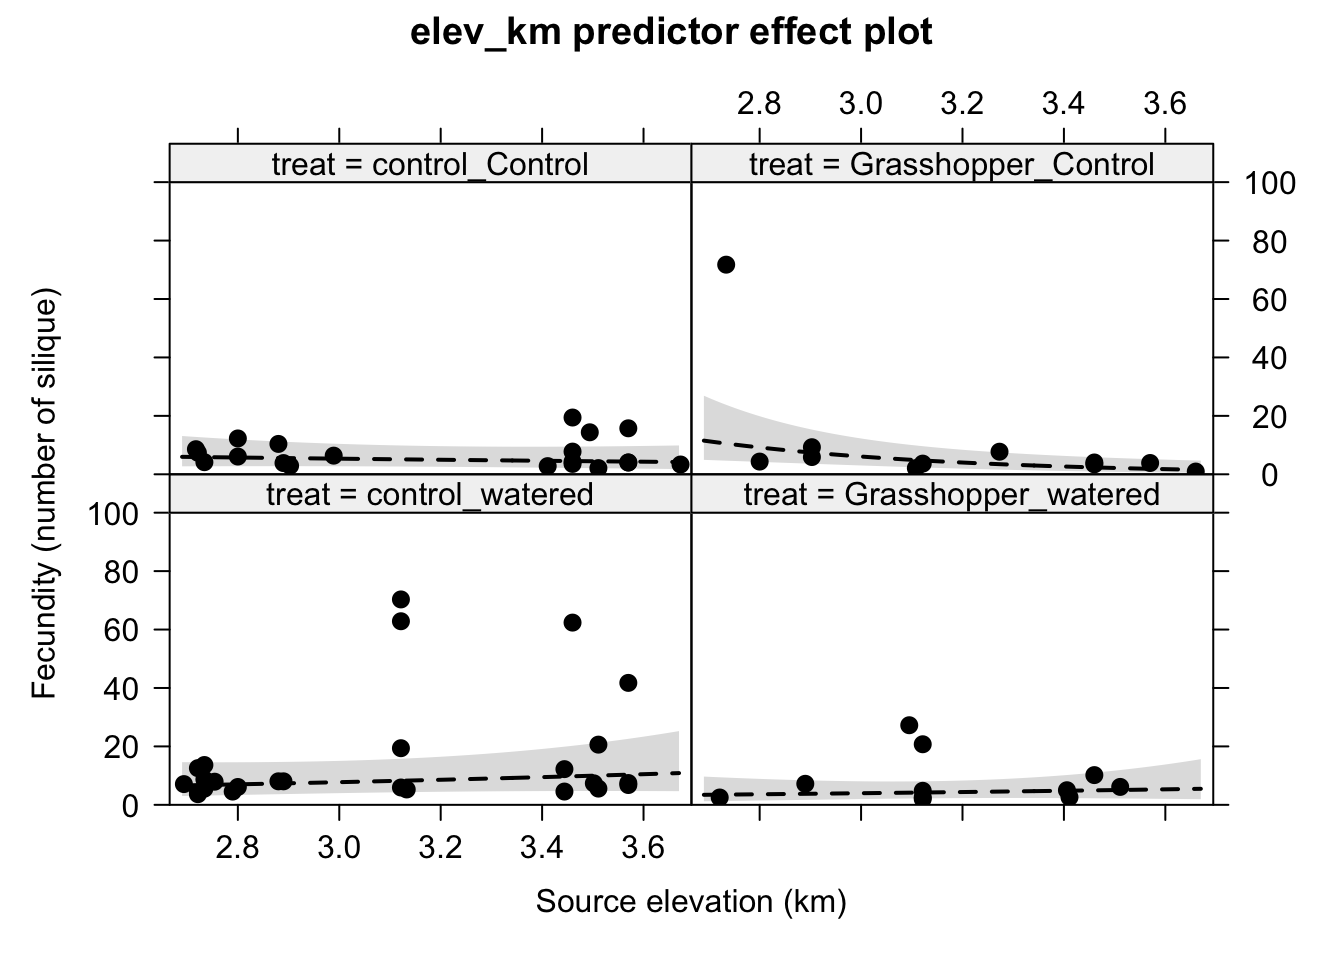 elev_km predictor effect plot
2.8 3.0 3.2 3.4 3.6
treat = control_Control
treat = Grasshopper_Control
100
80
60
40
20
0
treat = control_watered
treat = Grasshopper_watered
100
80
60
40
20
0
2.8 3.0 3.2 3.4 3.6
Fecundity (number of silique)
Source elevation (km)